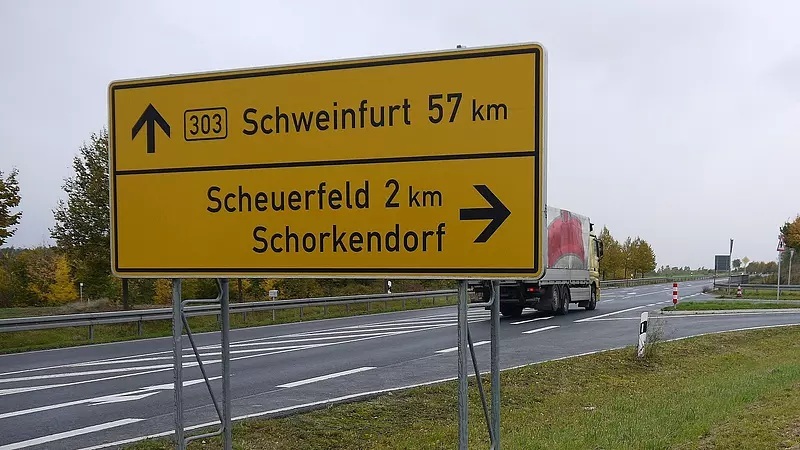 303 Schweinfurt 57 km
Scheuerfeld 2 km
Schorkendorf